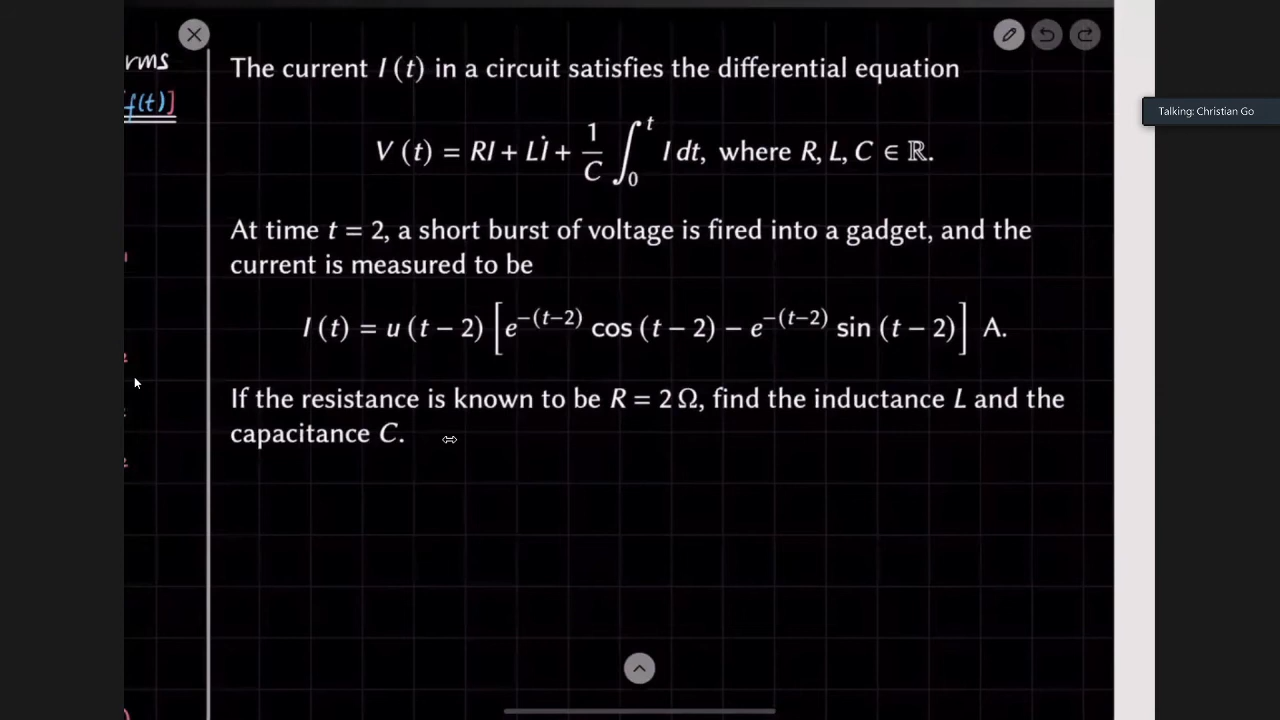 rms
f(t)]
The current I (t) in a circuit satisfies the differential equation
V (t) = RI + Lİ + 1/C ∫₀ᵗ I dt, where R, L, C ∈ ℝ.
At time t = 2, a short burst of voltage is fired into a gadget, and the
current is measured to be
I (t) = u (t − 2) [e^−(t−2) cos (t − 2) − e^−(t−2) sin (t − 2)] A.
If the resistance is known to be R = 2 Ω, find the inductance L and the
capacitance C.
Talking: Christian Go